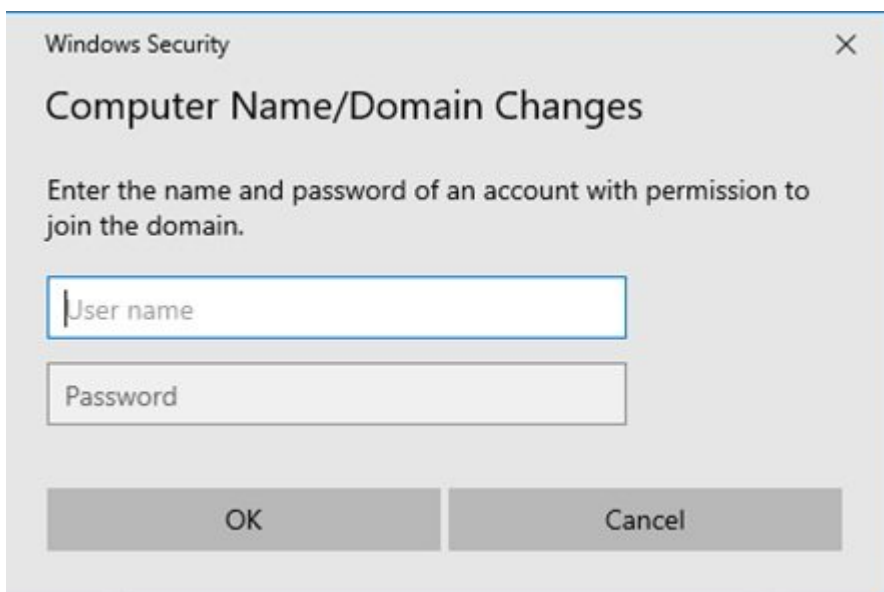 Windows Security
Computer Name/Domain Changes
Enter the name and password of an account with permission to
join the domain.
User name
Password
OK Cancel